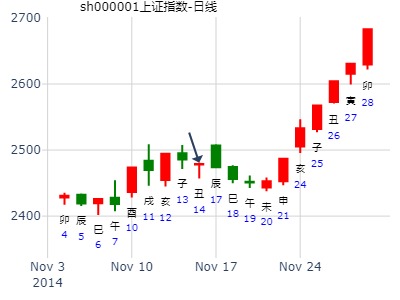 sh000001上证指数-日线
2700
2600
2500
2400
卯 辰 巳 午 酉 戌 亥 子 丑 辰 巳 午 未 申 亥 子 丑 寅 卯
4 5 6 7 10 11 12 13 14 17 18 19 20 21 24 25 26 27 28
Nov 3 Nov 10 Nov 17 Nov 24
2014